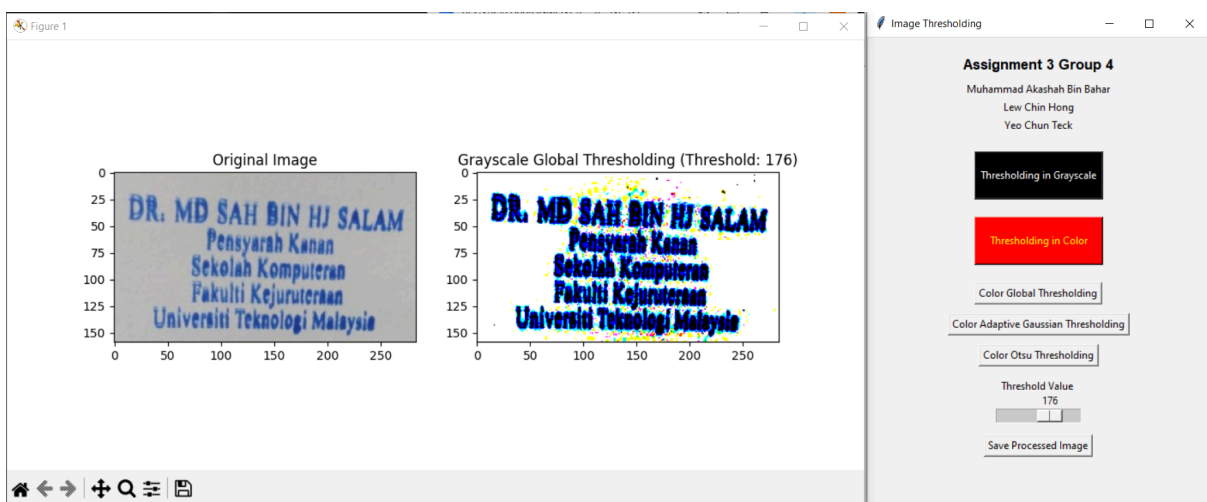 Figure 1
Original Image
0
25
50
75
100
125
150
0 50 100 150 200 250
DR. MD SAH BIN HJ SALAM
Pensyarah Kanan
Sekolah Komputeran
Fakulti Kejuruteraan
Universiti Teknologi Malaysia
Grayscale Global Thresholding (Threshold: 176)
0
25
50
75
100
125
150
0 50 100 150 200 250
DR. MD SAH BIN HJ SALAM
Pensyarah Kanan
Sekolah Komputeran
Fakulti Kejuruteraan
Universiti Teknologi Malaysia
Image Thresholding
Assignment 3 Group 4
Muhammad Akashah Bin Bahar
Lew Chin Hong
Yeo Chun Teck
Thresholding in Grayscale
Thresholding in Color
Color Global Thresholding
Color Adaptive Gaussian Thresholding
Color Otsu Thresholding
Threshold Value
176
Save Processed Image